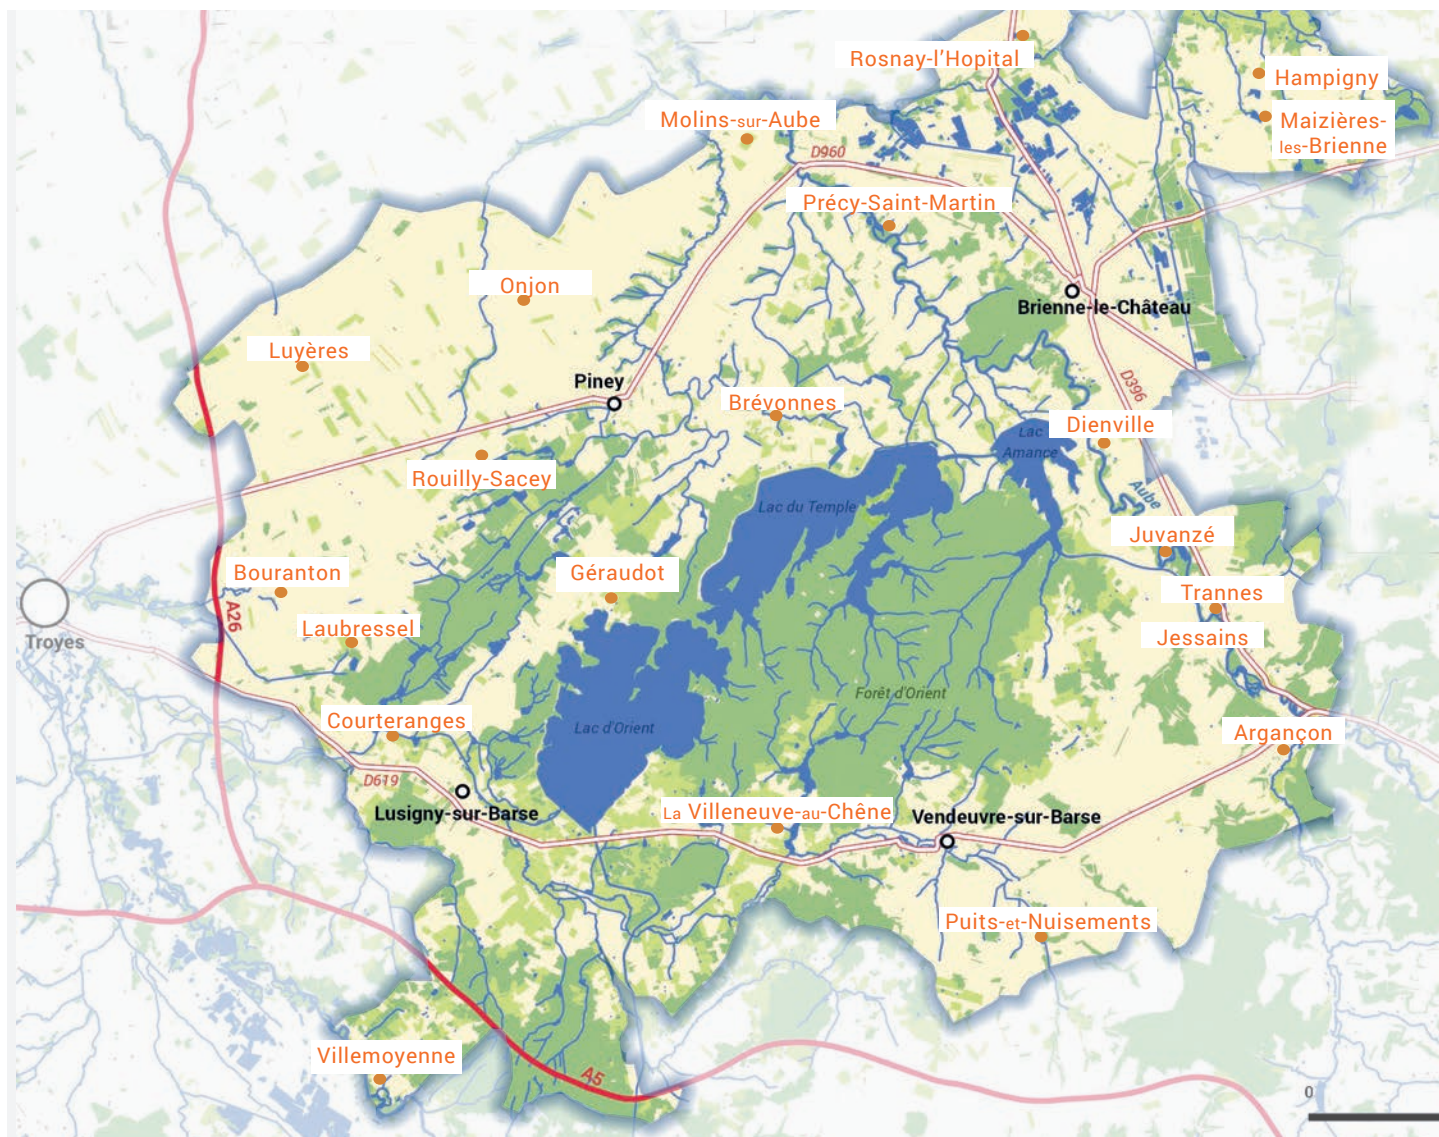 Rosnay-l'Hopital
Hampigny
Molins-sur-Aube
Maizières-
les-Brienne
D960
Précy-Saint-Martin
Onjon
Brienne-le-Château
Luyères
Piney
D396
Brévonnes
Dienville
Lac
Amance
Rouilly-Sacey
Lac du Temple
Aube
Juvanzé
Bouranton
Géraudot
Trannes
A26
Laubressel
Jessains
Troyes
Forêt d'Orient
Courteranges
Lac d'Orient
Argançon
D619
Lusigny-sur-Barse
La Villeneuve-au-Chêne
Vendeuvre-sur-Barse
Puits-et-Nuisements
Villemoyenne
A5
0